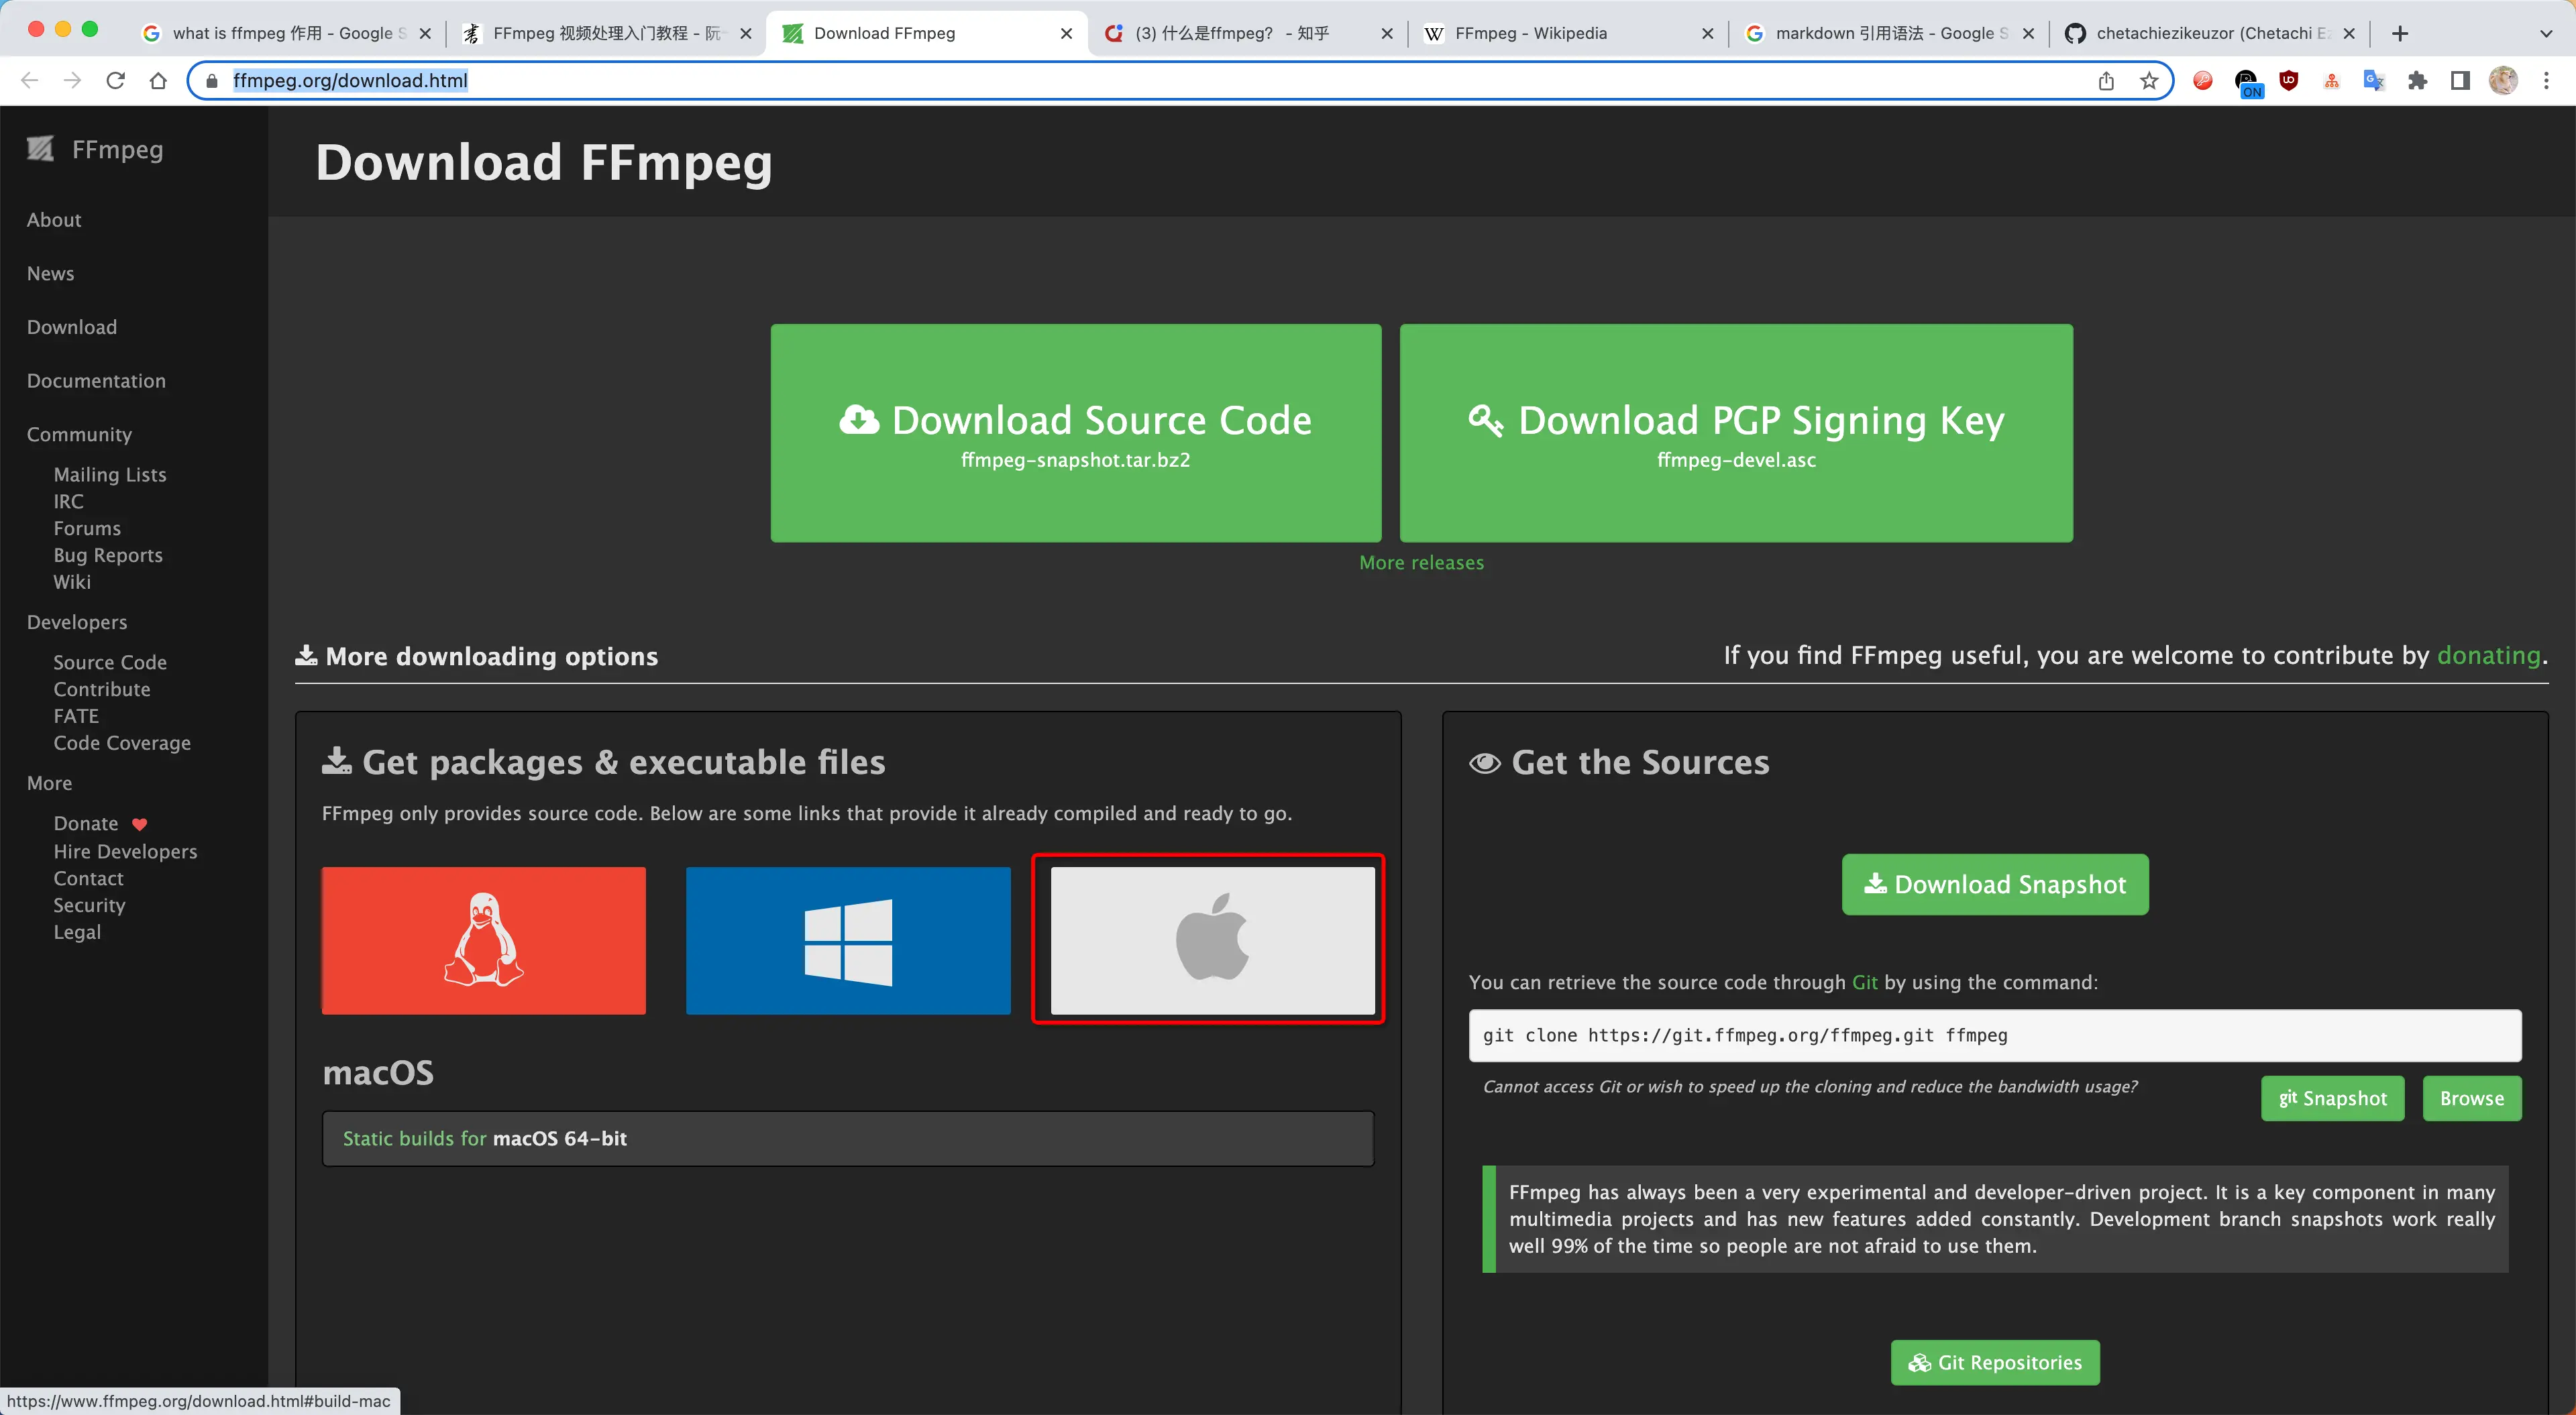 what is ffmpeg 作用 - Google S
FFmpeg 视频处理入门教程 - 阮一
Download FFmpeg
(3) 什么是ffmpeg? - 知乎
FFmpeg - Wikipedia
markdown 引用语法 - Google S
chetachiezikeuzor (Chetachi Ez
ffmpeg.org/download.html
ON
FFmpeg
About
News
Download
Documentation
Community
Mailing Lists
IRC
Forums
Bug Reports
Wiki
Developers
Source Code
Contribute
FATE
Code Coverage
More
Donate
Hire Developers
Contact
Security
Legal
Download FFmpeg
Download Source Code
ffmpeg-snapshot.tar.bz2
Download PGP Signing Key
ffmpeg-devel.asc
More releases
More downloading options
If you find FFmpeg useful, you are welcome to contribute by donating.
Get packages & executable files
FFmpeg only provides source code. Below are some links that provide it already compiled and ready to go.
macOS
Static builds for macOS 64-bit
Get the Sources
Download Snapshot
You can retrieve the source code through Git by using the command:
git clone https://git.ffmpeg.org/ffmpeg.git ffmpeg
Cannot access Git or wish to speed up the cloning and reduce the bandwidth usage?
git Snapshot
Browse
FFmpeg has always been a very experimental and developer-driven project. It is a key component in many
multimedia projects and has new features added constantly. Development branch snapshots work really
well 99% of the time so people are not afraid to use them.
Git Repositories
https://www.ffmpeg.org/download.html#build-mac